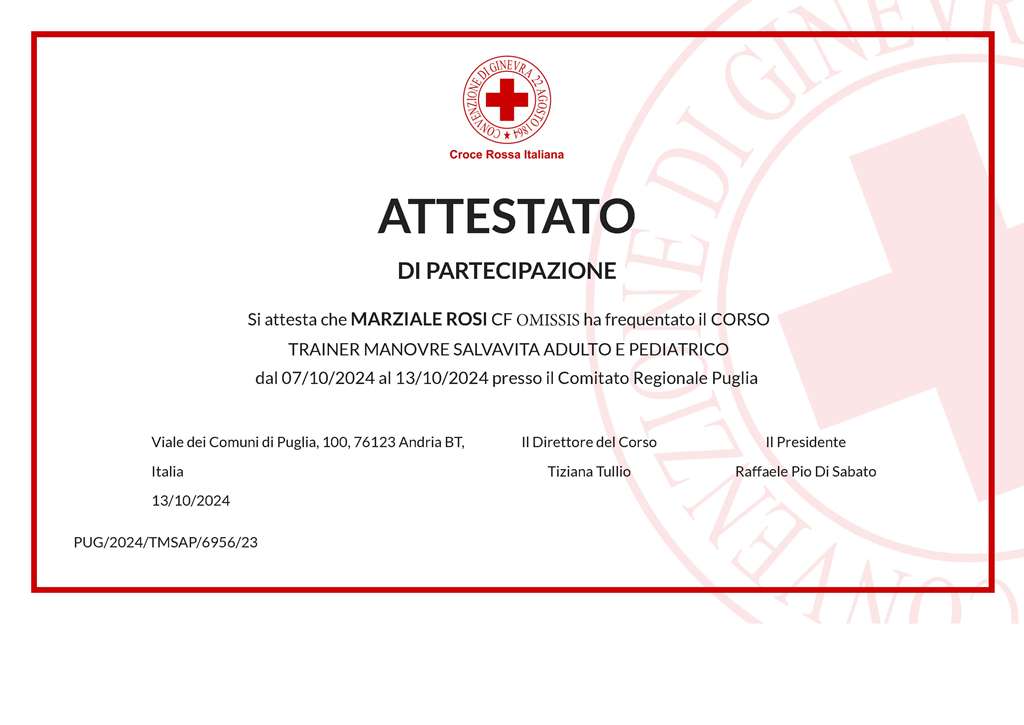 CONVENZIONE DI GINEVRA 22 AGOSTO 1864
Croce Rossa Italiana
ATTESTATO
DI PARTECIPAZIONE
Si attesta che MARZIALE ROSI CF OMISSIS ha frequentato il CORSO
TRAINER MANOVRE SALVAVITA ADULTO E PEDIATRICO
dal 07/10/2024 al 13/10/2024 presso il Comitato Regionale Puglia
Viale dei Comuni di Puglia, 100, 76123 Andria BT,
Italia
13/10/2024
Il Direttore del Corso
Tiziana Tullio
Il Presidente
Raffaele Pio Di Sabato
PUG/2024/TMSAP/6956/23
CONVENZIONE DI GINEVRA